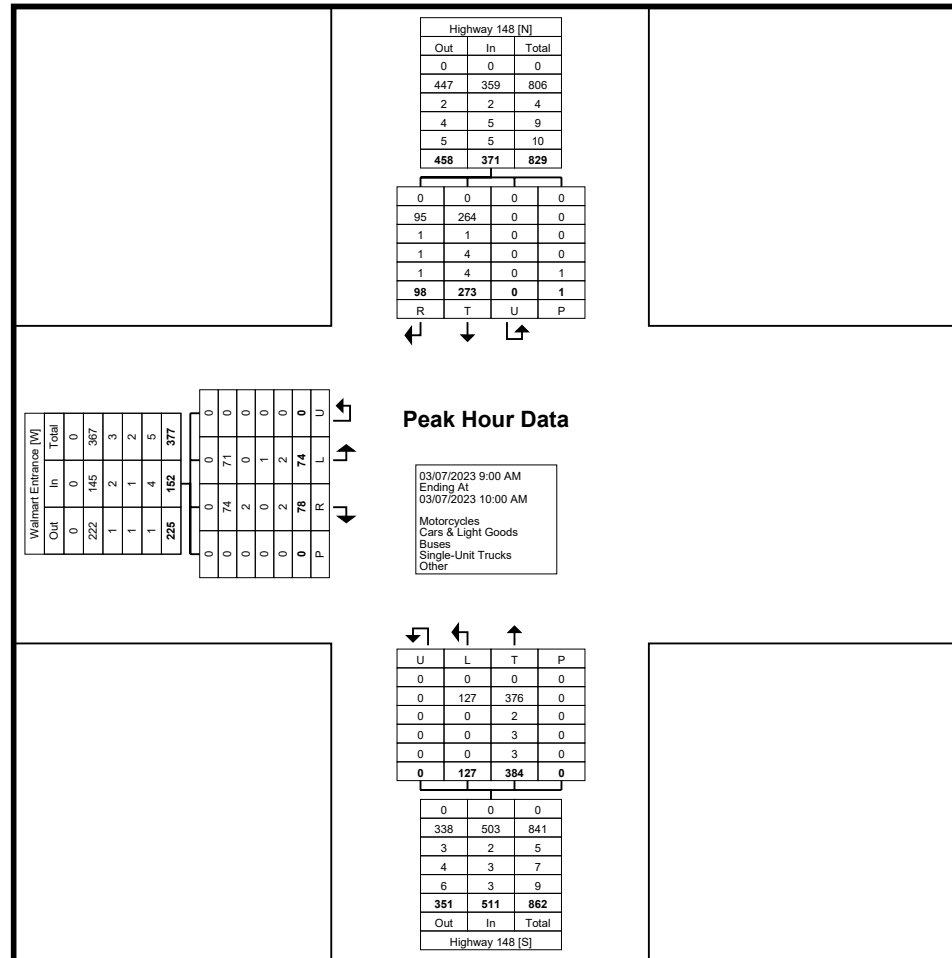 Highway 148 [N]
Out In Total
0 0 0
447 359 806
2 2 4
4 5 9
5 5 10
458 371 829
0 0 0 0
95 264 0 0
1 1 0 0
1 4 0 0
1 4 0 1
98 273 0 1
R T U P
Walmart Entrance [W]
Out In Total
0 0 0
222 145 367
1 2 3
1 1 2
1 4 5
225 152 377
0 0 0 0 0 0 U
0 71 0 1 2 74 L
0 74 2 0 2 78 R
0 0 0 0 0 0 P
Peak Hour Data
03/07/2023 9:00 AM
Ending At
03/07/2023 10:00 AM
Motorcycles
Cars & Light Goods
Buses
Single-Unit Trucks
Other
U L T P
0 0 0 0
0 127 376 0
0 0 2 0
0 0 3 0
0 0 3 0
0 127 384 0
0 0 0
338 503 841
3 2 5
4 3 7
6 3 9
351 511 862
Out In Total
Highway 148 [S]